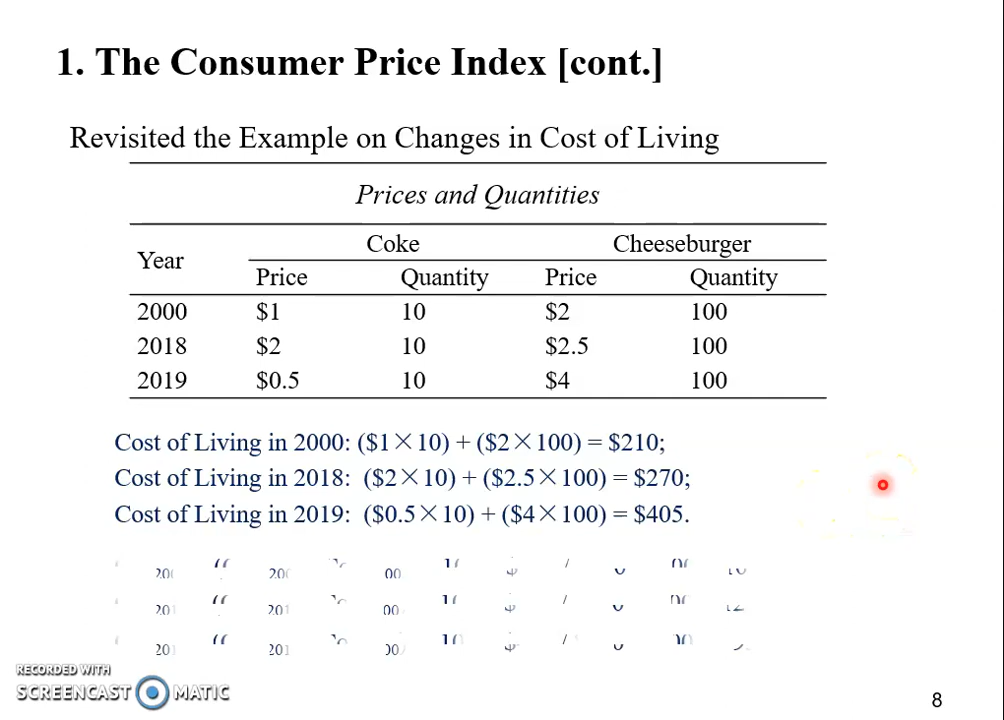 1. The Consumer Price Index [cont.]
Revisited the Example on Changes in Cost of Living
Prices and Quantities
Year Coke Cheeseburger
Price Quantity Price Quantity
2000 $1 10 $2 100
2018 $2 10 $2.5 100
2019 $0.5 10 $4 100
Cost of Living in 2000: ($1×10) + ($2×100) = $210;
Cost of Living in 2018: ($2×10) + ($2.5×100) = $270;
Cost of Living in 2019: ($0.5×10) + ($4×100) = $405.
RECORDED WITH
SCREENCAST MATIC
8